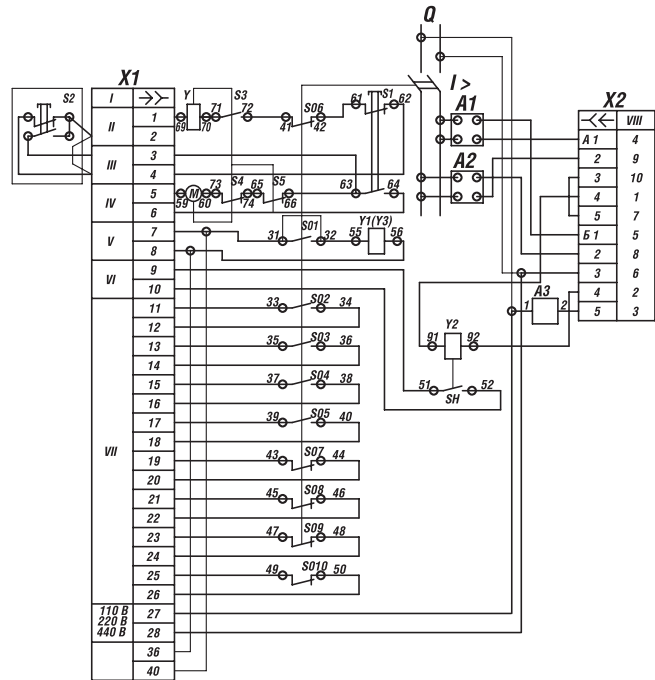 Q
X1
I >
A1
X2
S2
I
Y
S3
S1
VIII
II
1
71
72
S06
61
62
A 1
4
69
70
41
42
2
2
9
III
3
A2
3
10
4
4
1
IV
5
73
S4
65
S5
63
64
5
7
M
59
60
74
66
6
Б 1
5
V
7
31
S01
32
55
Y1(Y3)
56
2
8
8
3
6
VI
9
A3
4
2
10
1
2
5
3
11
33
S02
34
Y2
12
91
92
13
35
S03
36
14
51
52
15
37
S04
38
SH
16
17
39
S05
40
18
VII
19
43
S07
44
20
21
45
S08
46
22
23
47
S09
48
24
25
49
S010
50
26
110 В
27
220 В
440 В
28
36
40